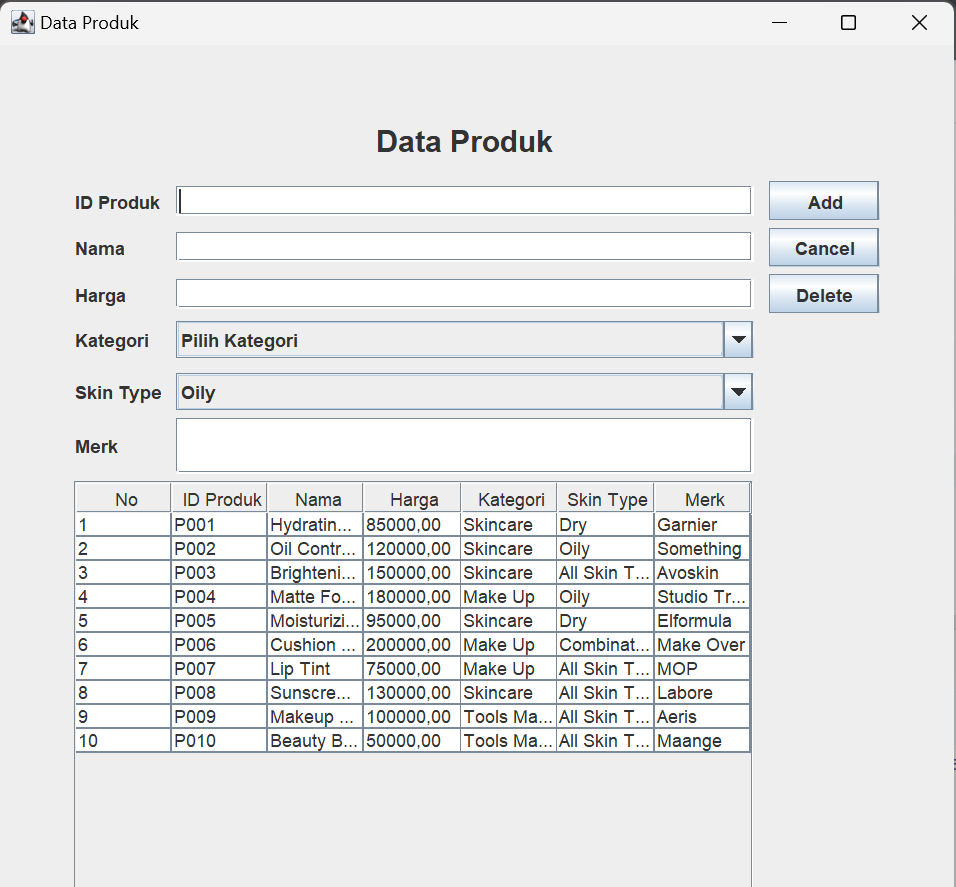 Data Produk
Data Produk
ID Produk Add
Nama Cancel
Harga Delete
Kategori Pilih Kategori
Skin Type Oily
Merk
No ID Produk Nama Harga Kategori Skin Type Merk
1 P001 Hydratin... 85000,00 Skincare Dry Garnier
2 P002 Oil Contr... 120000,00 Skincare Oily Something
3 P003 Brighteni... 150000,00 Skincare All Skin T... Avoskin
4 P004 Matte Fo... 180000,00 Make Up Oily Studio Tr...
5 P005 Moisturizi... 95000,00 Skincare Dry Elformula
6 P006 Cushion ... 200000,00 Make Up Combinat... Make Over
7 P007 Lip Tint 75000,00 Make Up All Skin T... MOP
8 P008 Sunscre... 130000,00 Skincare All Skin T... Labore
9 P009 Makeup ... 100000,00 Tools Ma... All Skin T... Aeris
10 P010 Beauty B... 50000,00 Tools Ma... All Skin T... Maange